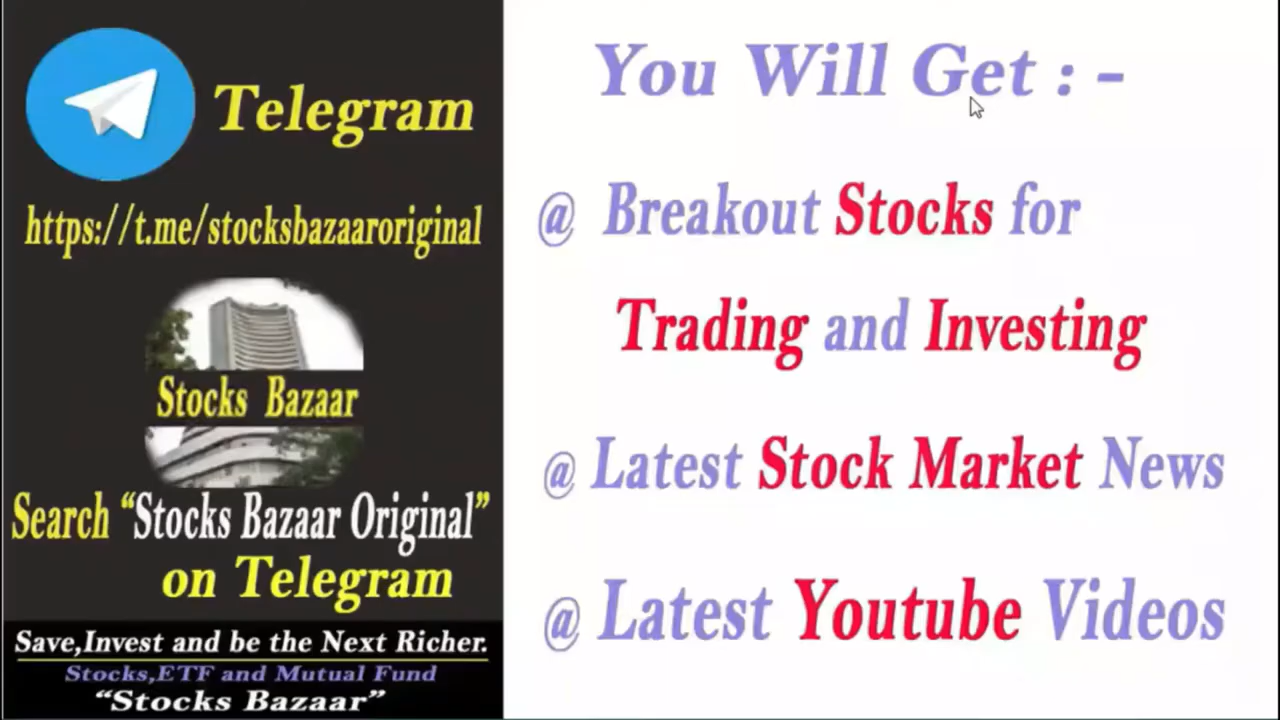 Telegram
https://t.me/stocksbazaaroriginal
Stocks Bazaar
Search “Stocks Bazaar Original”
on Telegram
Save,Invest and be the Next Richer.
Stocks,ETF and Mutual Fund
“Stocks Bazaar”
You Will Get : -
@ Breakout Stocks for
Trading and Investing
@ Latest Stock Market News
@ Latest Youtube Videos